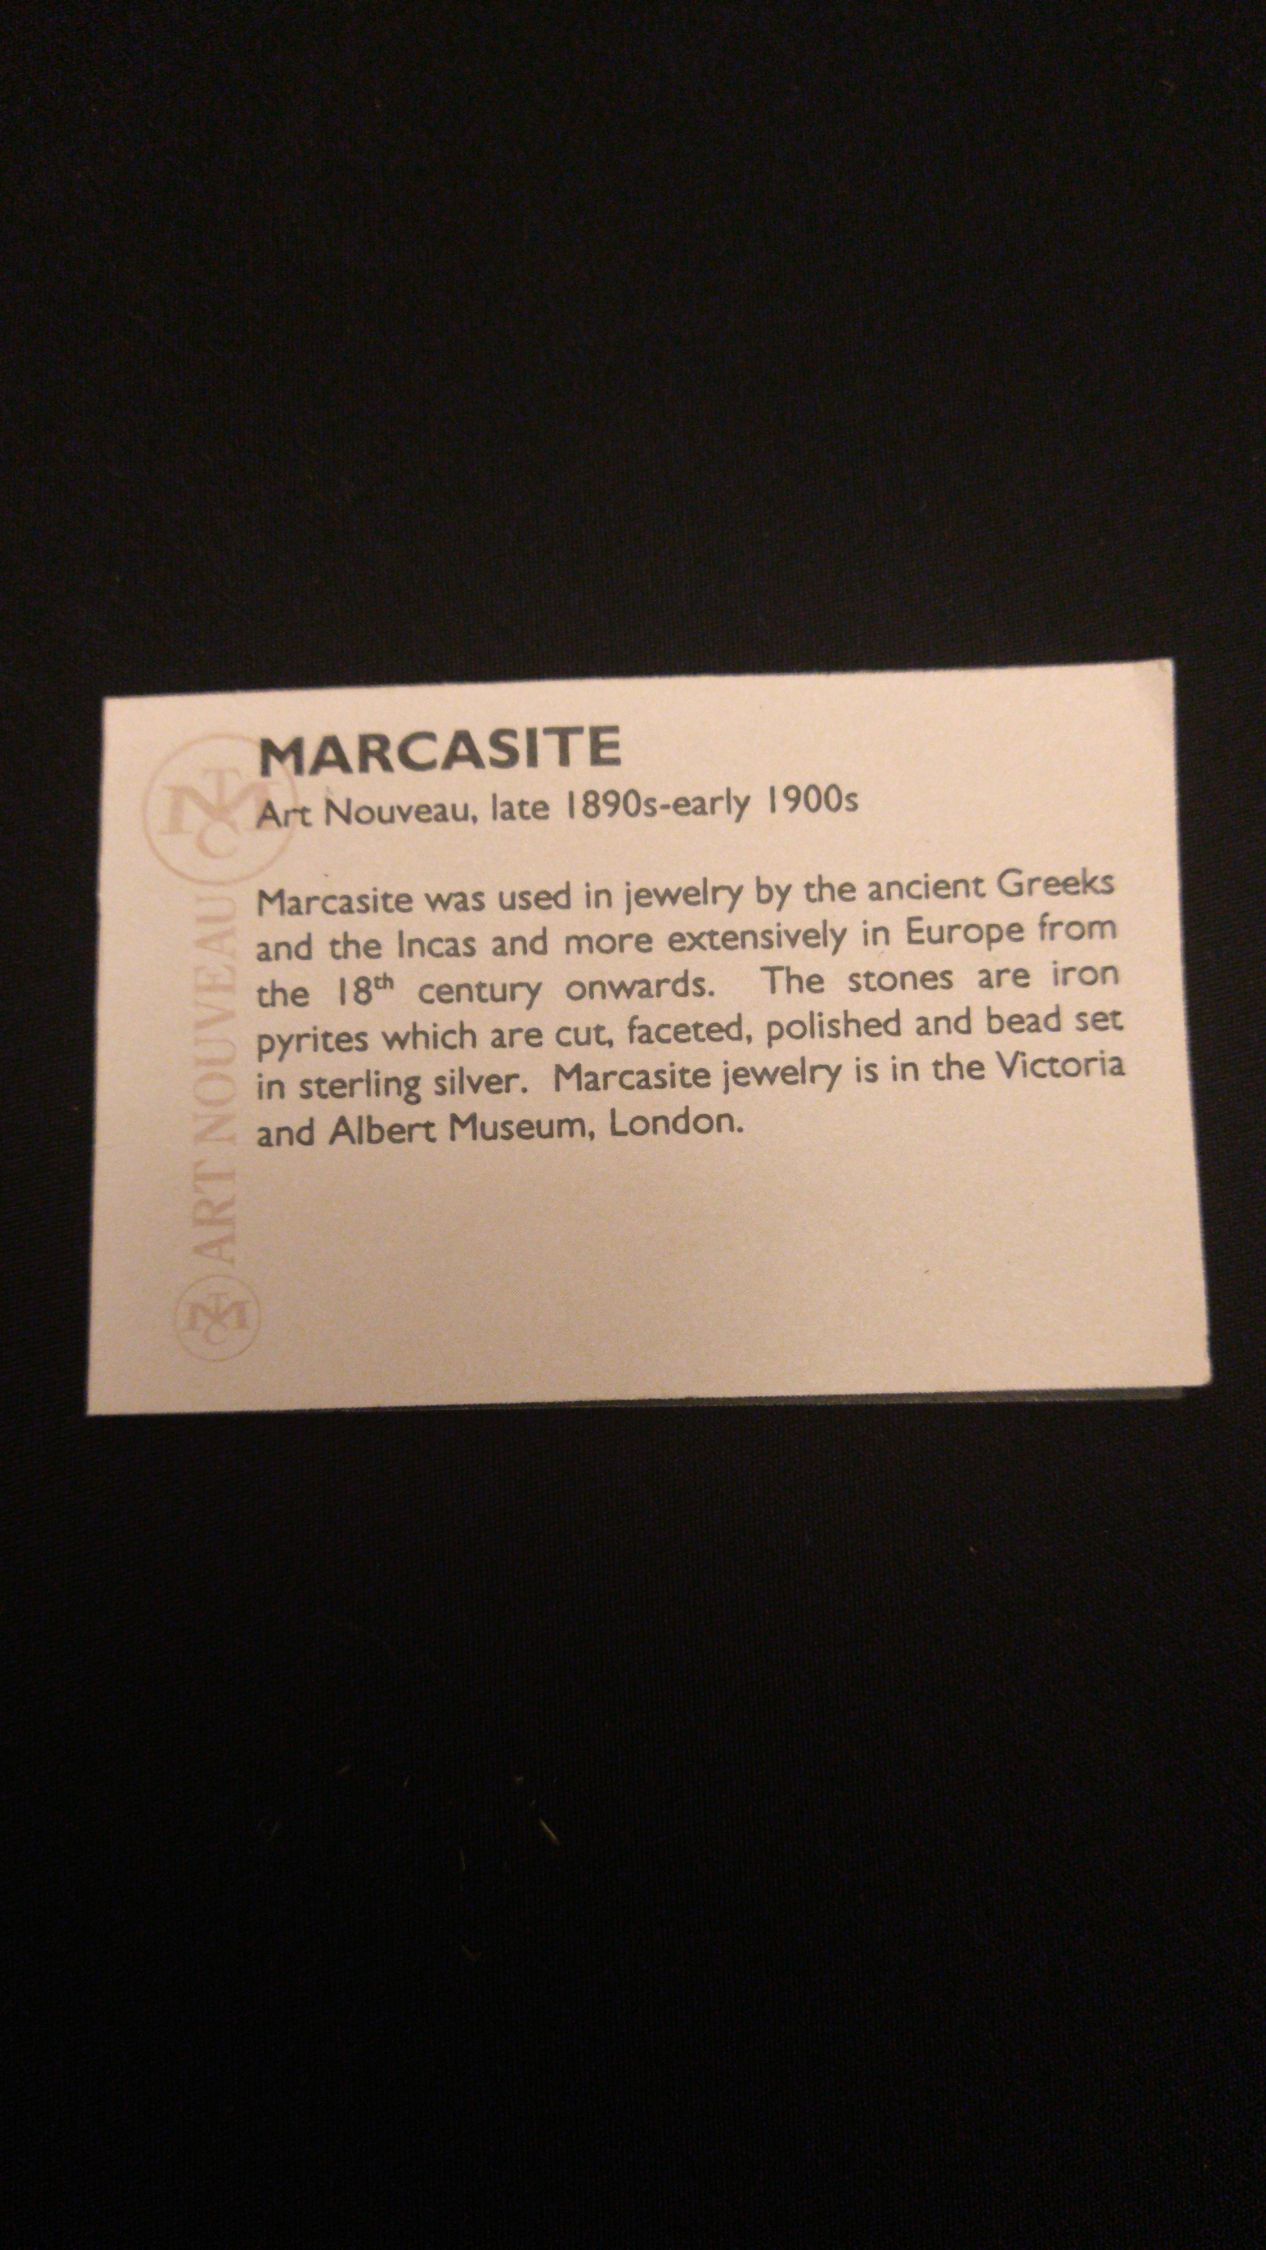 MARCASITE
Art Nouveau, late 1890s-early 1900s
Marcasite was used in jewelry by the ancient Greeks
and the Incas and more extensively in Europe from
the 18th century onwards. The stones are iron
pyrites which are cut, faceted, polished and bead set
in sterling silver. Marcasite jewelry is in the Victoria
and Albert Museum, London.
ART NOUVEAU